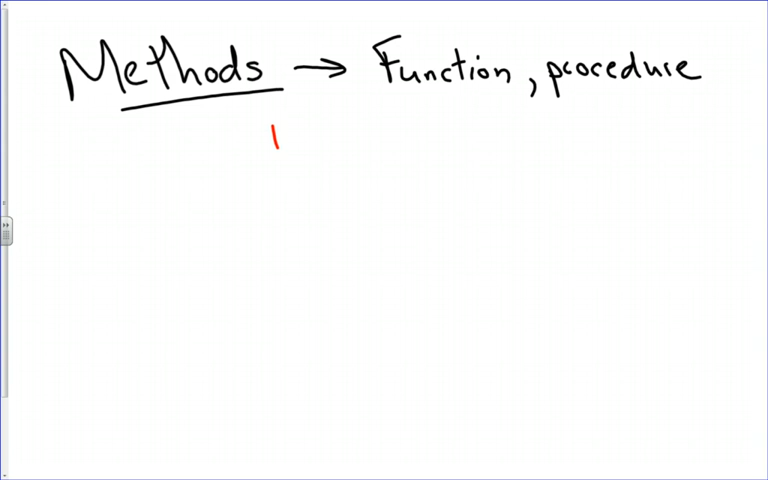 Methods → Function, procedure